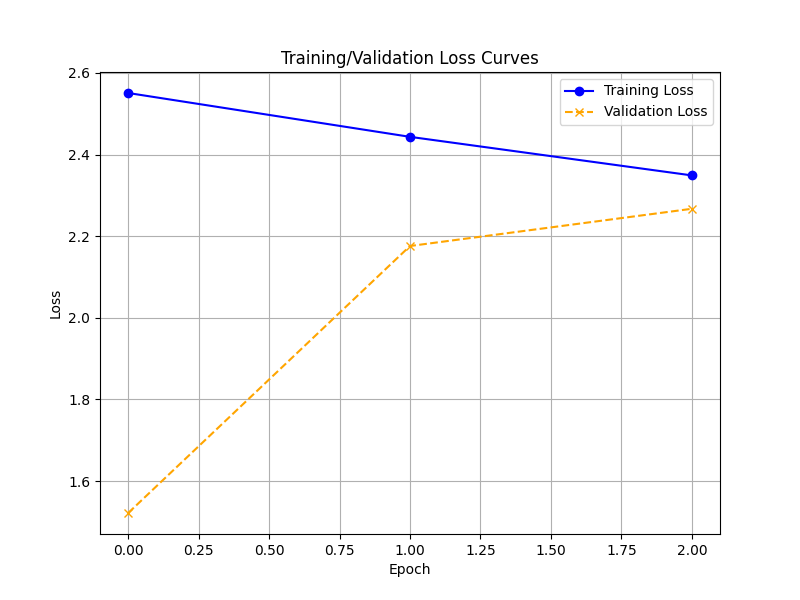 Training/Validation Loss Curves
Training Loss
Validation Loss
2.6
2.4
2.2
2.0
1.8
1.6
Loss
0.00 0.25 0.50 0.75 1.00 1.25 1.50 1.75 2.00
Epoch